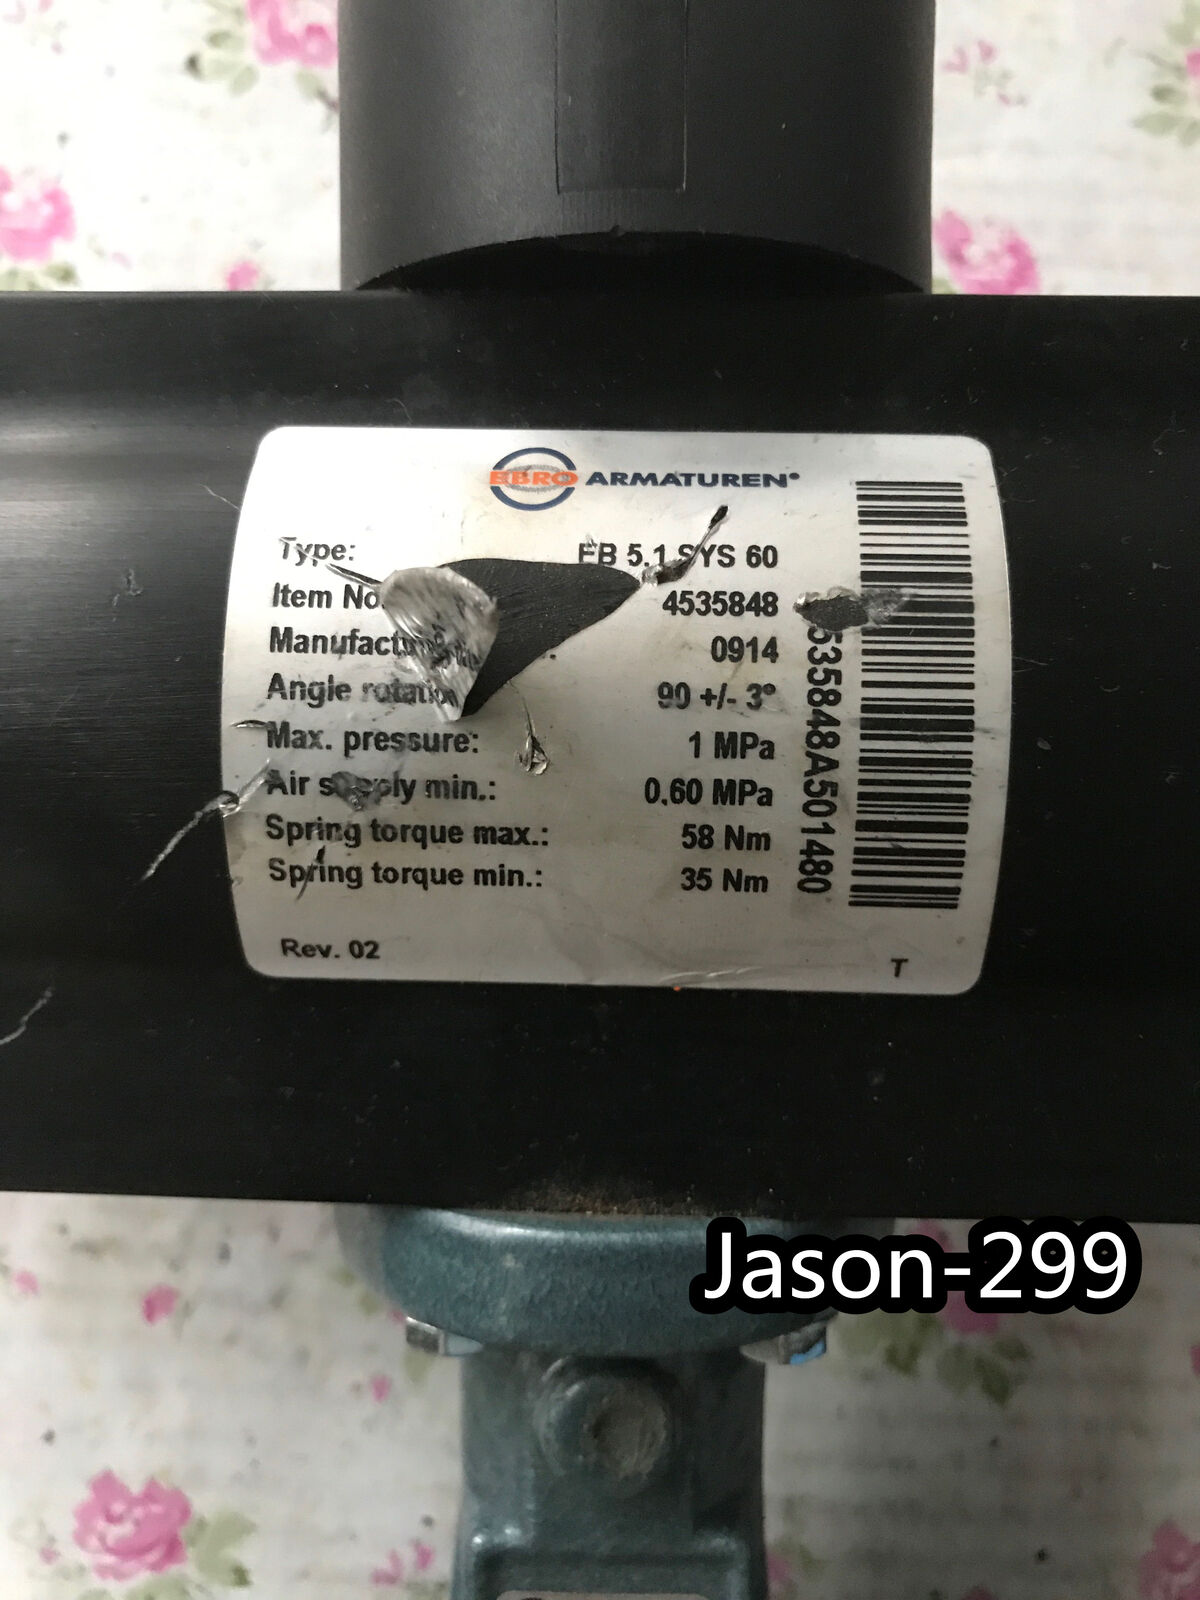 EBRO ARMATUREN®
Type: EB 5.1 SYS 60
Item No. 4535848
0914
Angle rotation 90 +/- 3°
Max. pressure: 1 MPa
Air supply min.: 0,60 MPa
Spring torque max.: 58 Nm
Spring torque min.: 35 Nm
Rev. 02
T
535848A501480
Jason-299